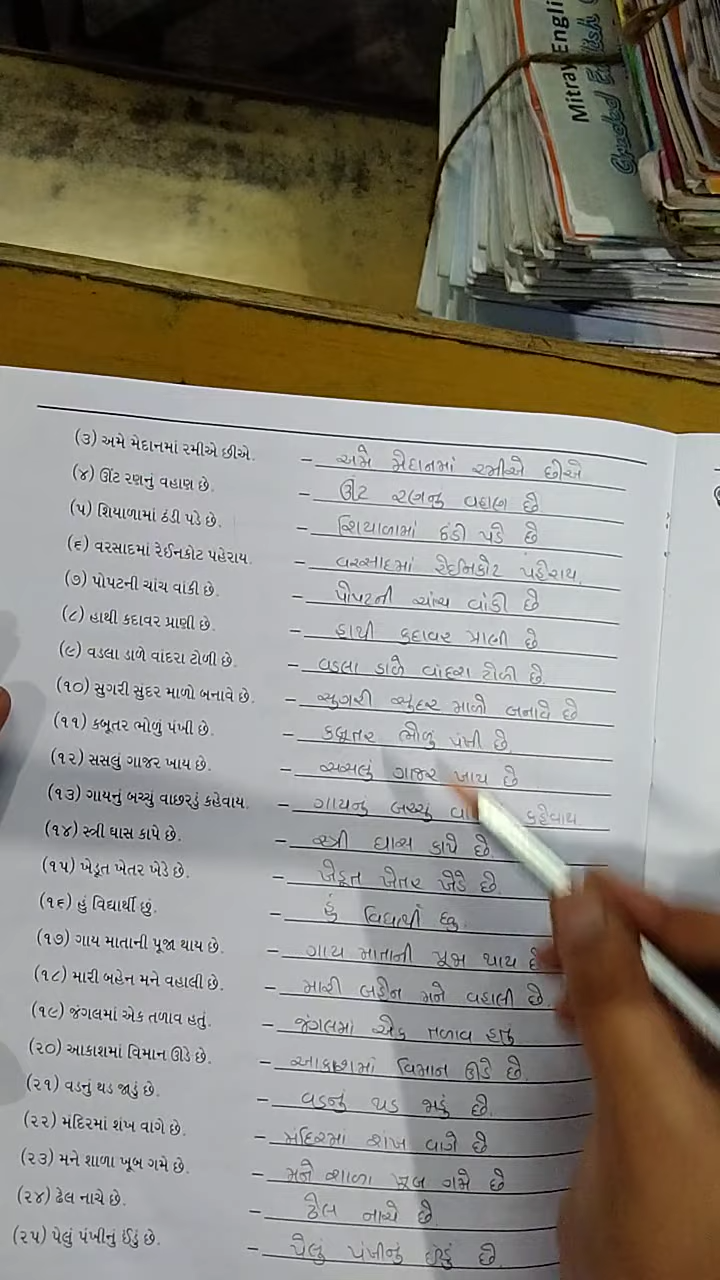 Mitray Engli
Graded English
(૩) અમે મેદાનમાં રમીએ છીએ. – અમે મેદાનમાં રમીએ છીએ
(૪) ઊંટ રણનું વહાણ છે. – ઊંટ રણનું વહાણ છે
(૫) શિયાળામાં ઠંડી પડે છે. – શિયાળામાં ઠંડી પડે છે
(૬) વરસાદમાં રેઈનકોટ પહેરાય. – વરસાદમાં રેઈનકોટ પહેરાય.
(૭) પોપટની ચાંચ વાંકી છે. – પોપટની ચાંચ વાંકી છે
(૮) હાથી કદાવર પ્રાણી છે. – હાથી કદાવર પ્રાણી છે
(૯) વડલા ડાળે વાંદરા ટોળી છે. – વડલા ડાળે વાંદરા ટોળી છે
(૧૦) સુગરી સુંદર માળો બનાવે છે. – સુગરી સુંદર માળો બનાવે છે
(૧૧) કબૂતર ભોળું પંખી છે. – કબૂતર ભોળું પંખી છે.
(૧૨) સસલું ગાજર ખાય છે. – સસલું ગાજર ખાય છે
(૧૩) ગાયનું બચ્ચું વાછરડું કહેવાય. – ગાયનું બચ્ચું વા કહેવાય
(૧૪) સ્ત્રી ઘાસ કાપે છે. – સ્ત્રી ઘાસ કાપે છે.
(૧૫) ખેડૂત ખેતર ખેડે છે. – ખેડૂત ખેતર ખેડે છે.
(૧૬) હું વિદ્યાર્થી છું. – હું વિદ્યાર્થી છુ.
(૧૭) ગાય માતાની પૂજા થાય છે. – ગાય માતાની પૂજા થાય છે
(૧૮) મારી બહેન મને વહાલી છે. – મારી બહેન મને વહાલી છે.
(૧૯) જંગલમાં એક તળાવ હતું. – જંગલમાં એક તળાવ હતું
(૨૦) આકાશમાં વિમાન ઊડે છે. – આકાશમાં વિમાન ઊડે છે.
(૨૧) વડનું થડ જાડું છે. – વડનું થડ જાડું છે.
(૨૨) મંદિરમાં શંખ વાગે છે. – મંદિરમાં શંખ વાગે છે
(૨૩) મને શાળા ખૂબ ગમે છે. – મને શાળા ખૂબ ગમે છે
(૨૪) ઢેલ નાચે છે. – ઢેલ નાચે છે.
(૨૫) પેલું પંખીનું ઈંડું છે. – પેલું પંખીનું ઈંડું છે.